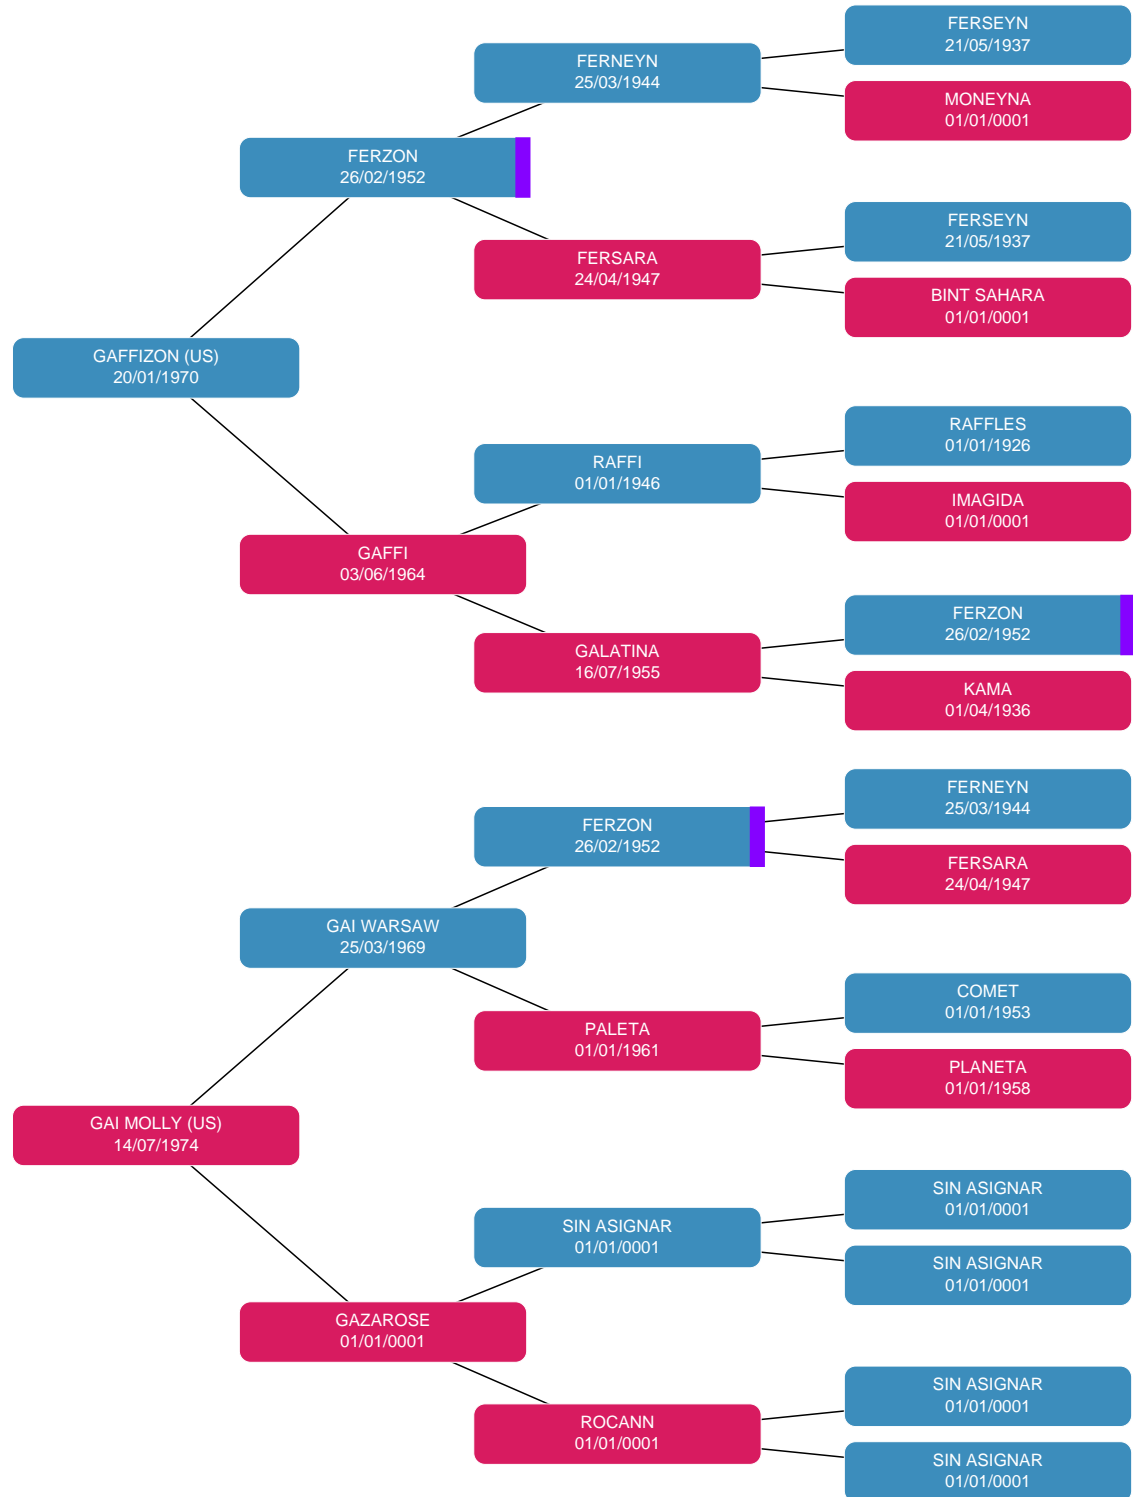 FERSEYN
21/05/1937
FERNEYN
25/03/1944
MONEYNA
01/01/0001
FERZON
26/02/1952
FERSEYN
21/05/1937
FERSARA
24/04/1947
BINT SAHARA
01/01/0001
GAFFIZON (US)
20/01/1970
RAFFLES
01/01/1926
RAFFI
01/01/1946
IMAGIDA
01/01/0001
GAFFI
03/06/1964
FERZON
26/02/1952
GALATINA
16/07/1955
KAMA
01/04/1936
FERNEYN
25/03/1944
FERZON
26/02/1952
FERSARA
24/04/1947
GAI WARSAW
25/03/1969
COMET
01/01/1953
PALETA
01/01/1961
PLANETA
01/01/1958
GAI MOLLY (US)
14/07/1974
SIN ASIGNAR
01/01/0001
SIN ASIGNAR
01/01/0001
SIN ASIGNAR
01/01/0001
GAZAROSE
01/01/0001
SIN ASIGNAR
01/01/0001
ROCANN
01/01/0001
SIN ASIGNAR
01/01/0001